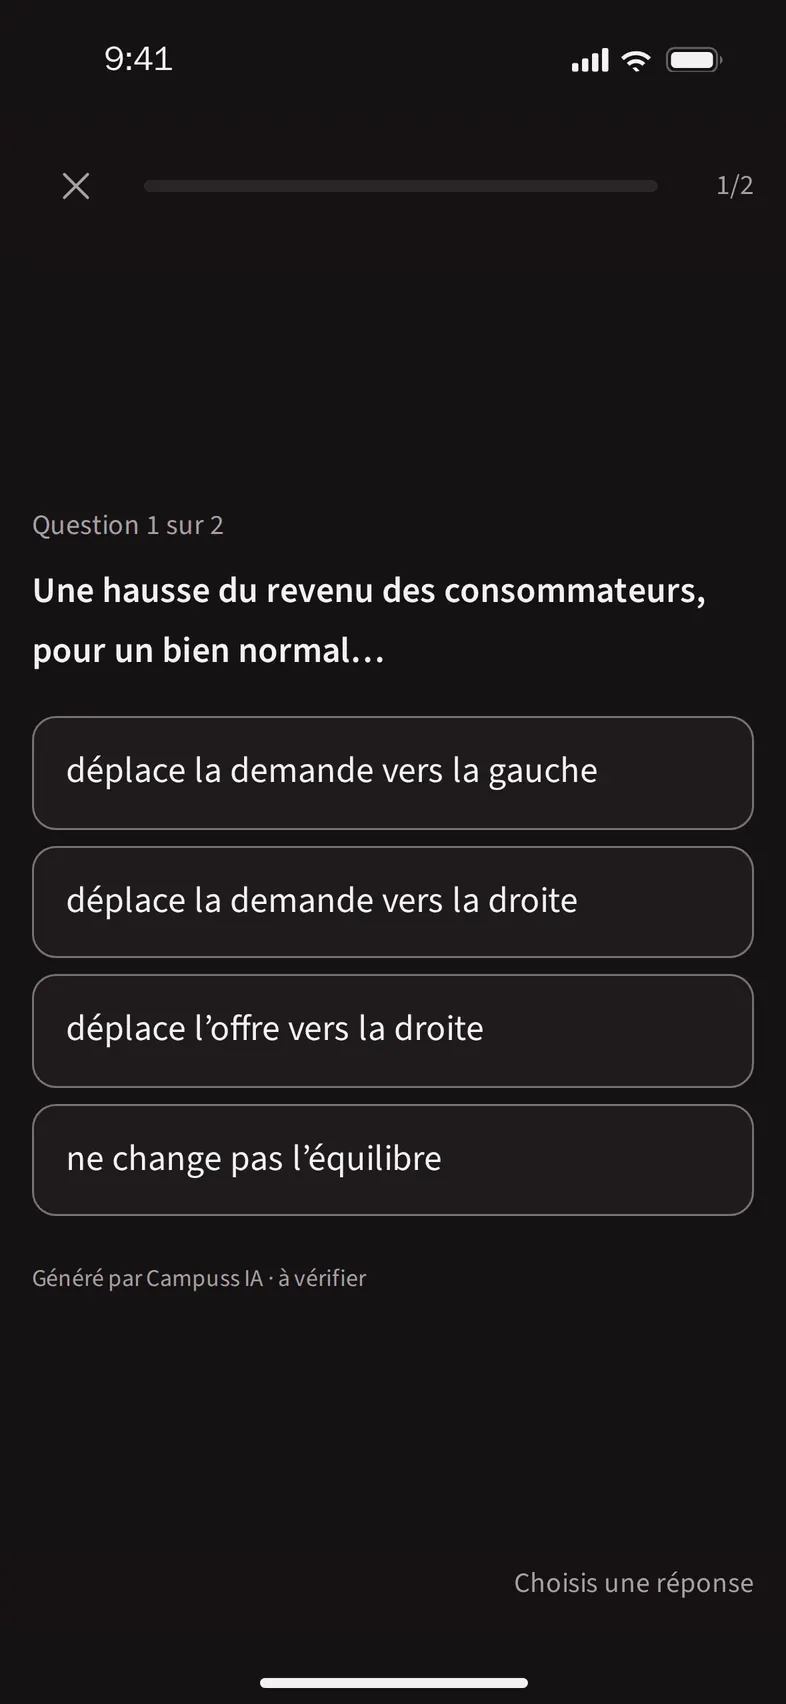 9:41
1/2
Question 1 sur 2
Une hausse du revenu des consommateurs,
pour un bien normal…
déplace la demande vers la gauche
déplace la demande vers la droite
déplace l’offre vers la droite
ne change pas l’équilibre
Généré par Campuss IA · à vérifier
Choisis une réponse